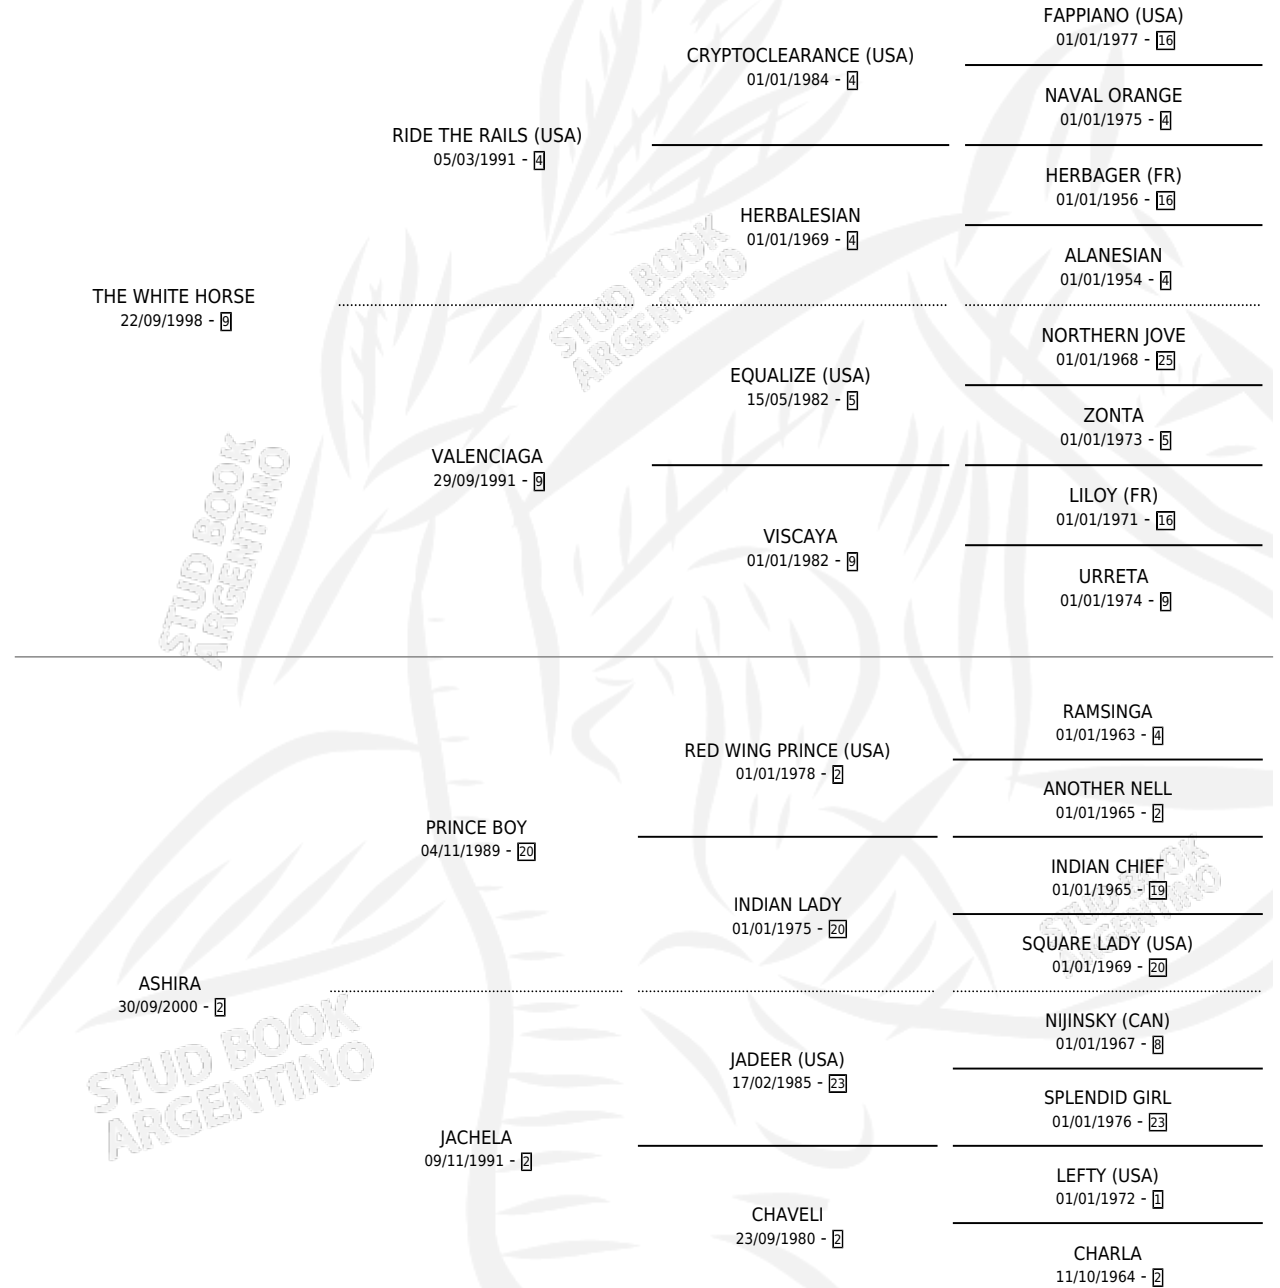 FAPPIANO (USA)
01/01/1977 - 16
CRYPTOCLEARANCE (USA)
01/01/1984 - 4
NAVAL ORANGE
01/01/1975 - 4
RIDE THE RAILS (USA)
05/03/1991 - 4
HERBAGER (FR)
01/01/1956 - 16
HERBALESIAN
01/01/1969 - 4
ALANESIAN
01/01/1954 - 4
THE WHITE HORSE
22/09/1998 - 9
STUD BOOK
ARGENTINO
NORTHERN JOVE
01/01/1968 - 25
EQUALIZE (USA)
15/05/1982 - 5
ZONTA
01/01/1973 - 5
VALENCIAGA
29/09/1991 - 9
LILOY (FR)
01/01/1971 - 16
VISCAYA
01/01/1982 - 9
URRETA
01/01/1974 - 9
STUD BOOK
ARGENTINO
RAMSINGA
01/01/1963 - 4
RED WING PRINCE (USA)
01/01/1978 - 2
ANOTHER NELL
01/01/1965 - 2
PRINCE BOY
04/11/1989 - 20
INDIAN CHIEF
01/01/1965 - 19
INDIAN LADY
01/01/1975 - 20
SQUARE LADY (USA)
01/01/1969 - 20
STUD BOOK
ARGENTINO
ASHIRA
30/09/2000 - 2
NIJINSKY (CAN)
01/01/1967 - 8
JADEER (USA)
17/02/1985 - 23
SPLENDID GIRL
01/01/1976 - 23
STUD BOOK
ARGENTINO
JACHELA
09/11/1991 - 2
LEFTY (USA)
01/01/1972 - 1
CHAVELI
23/09/1980 - 2
CHARLA
11/10/1964 - 2